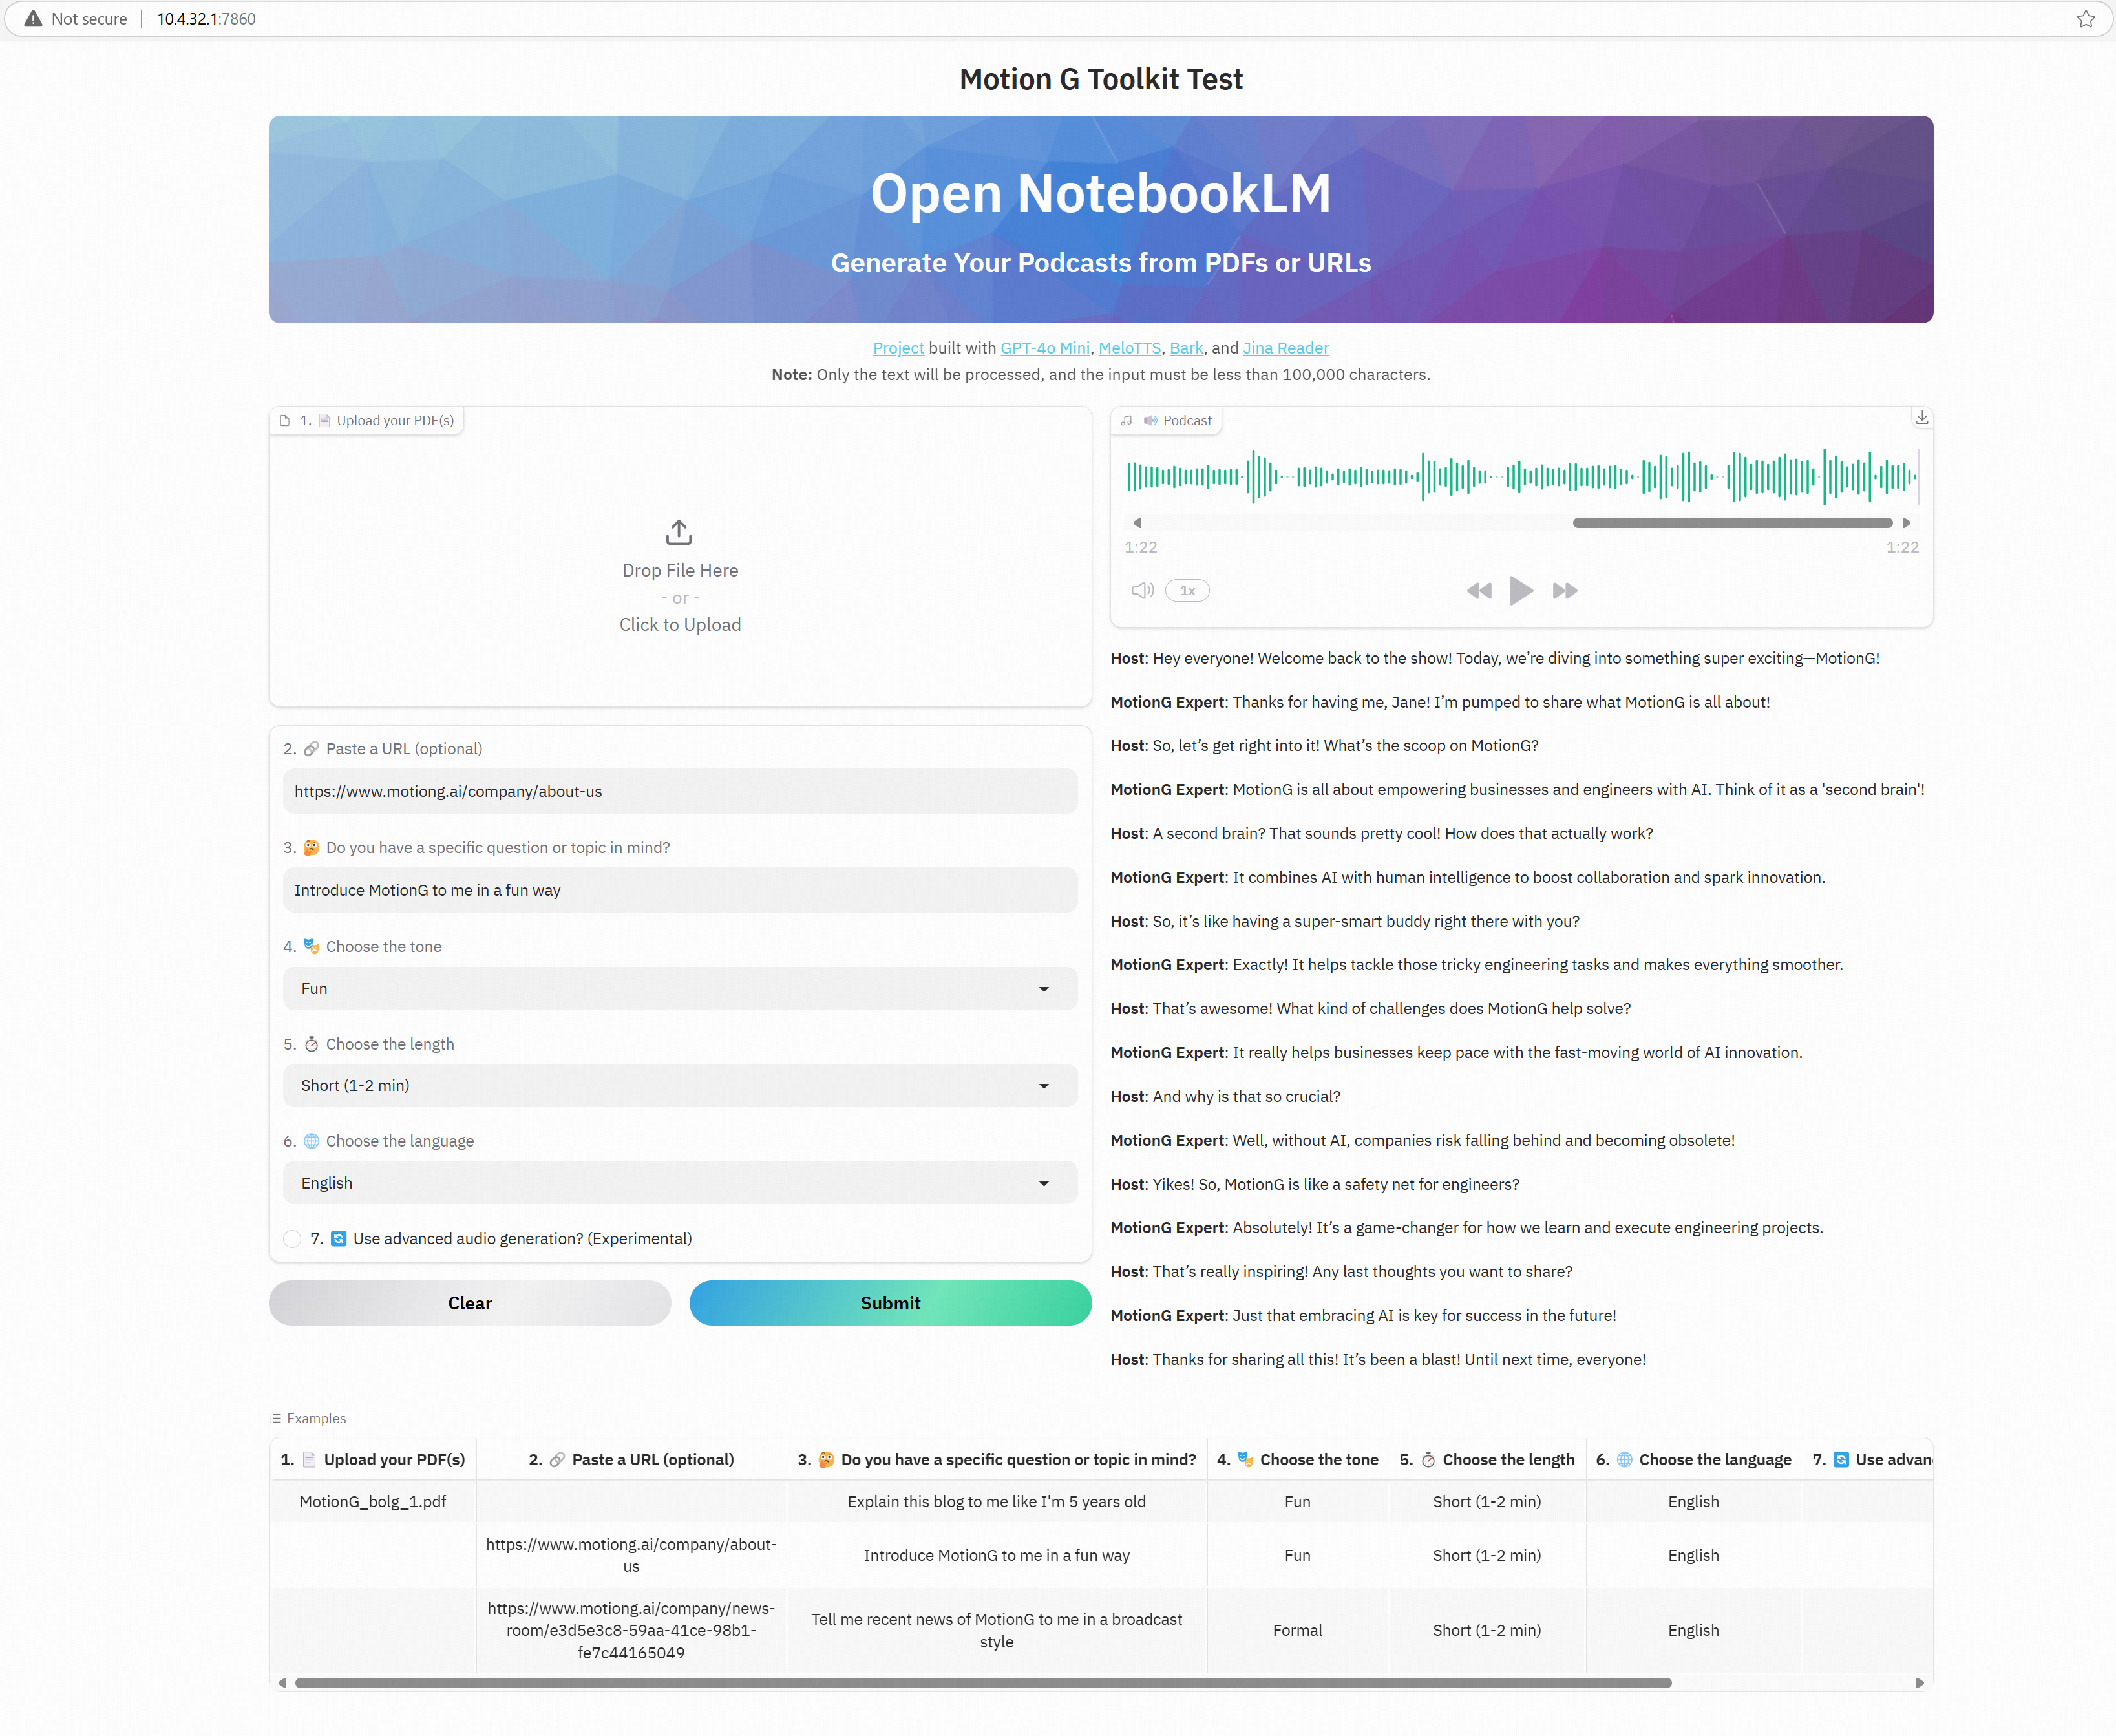 Not secure | 10.4.32.1:7860
Motion G Toolkit Test
Open NotebookLM
Generate Your Podcasts from PDFs or URLs
Project built with GPT-4o Mini, MeloTTS, Bark, and Jina Reader
Note: Only the text will be processed, and the input must be less than 100,000 characters.
1. 📄 Upload your PDF(s)
Drop File Here
- or -
Click to Upload
2. 🔗 Paste a URL (optional)
https://www.motiong.ai/company/about-us
3. 🤔 Do you have a specific question or topic in mind?
Introduce MotionG to me in a fun way
4. 🎭 Choose the tone
Fun
5. ⏱️ Choose the length
Short (1-2 min)
6. 🌐 Choose the language
English
7. 🔄 Use advanced audio generation? (Experimental)
Clear
Submit
🔊 Podcast
1:22
1:22
1x
Host: Hey everyone! Welcome back to the show! Today, we’re diving into something super exciting—MotionG!
MotionG Expert: Thanks for having me, Jane! I’m pumped to share what MotionG is all about!
Host: So, let’s get right into it! What’s the scoop on MotionG?
MotionG Expert: MotionG is all about empowering businesses and engineers with AI. Think of it as a 'second brain'!
Host: A second brain? That sounds pretty cool! How does that actually work?
MotionG Expert: It combines AI with human intelligence to boost collaboration and spark innovation.
Host: So, it’s like having a super-smart buddy right there with you?
MotionG Expert: Exactly! It helps tackle those tricky engineering tasks and makes everything smoother.
Host: That’s awesome! What kind of challenges does MotionG help solve?
MotionG Expert: It really helps businesses keep pace with the fast-moving world of AI innovation.
Host: And why is that so crucial?
MotionG Expert: Well, without AI, companies risk falling behind and becoming obsolete!
Host: Yikes! So, MotionG is like a safety net for engineers?
MotionG Expert: Absolutely! It’s a game-changer for how we learn and execute engineering projects.
Host: That’s really inspiring! Any last thoughts you want to share?
MotionG Expert: Just that embracing AI is key for success in the future!
Host: Thanks for sharing all this! It’s been a blast! Until next time, everyone!
Examples
1. 📄 Upload your PDF(s) 2. 🔗 Paste a URL (optional) 3. 🤔 Do you have a specific question or topic in mind? 4. 🎭 Choose the tone 5. ⏱️ Choose the length 6. 🌐 Choose the language 7. 🔄 Use advan
MotionG_bolg_1.pdf Explain this blog to me like I'm 5 years old Fun Short (1-2 min) English
https://www.motiong.ai/company/about-
us
Introduce MotionG to me in a fun way Fun Short (1-2 min) English
https://www.motiong.ai/company/news-
room/e3d5e3c8-59aa-41ce-98b1-
fe7c44165049
Tell me recent news of MotionG to me in a broadcast
style
Formal Short (1-2 min) English